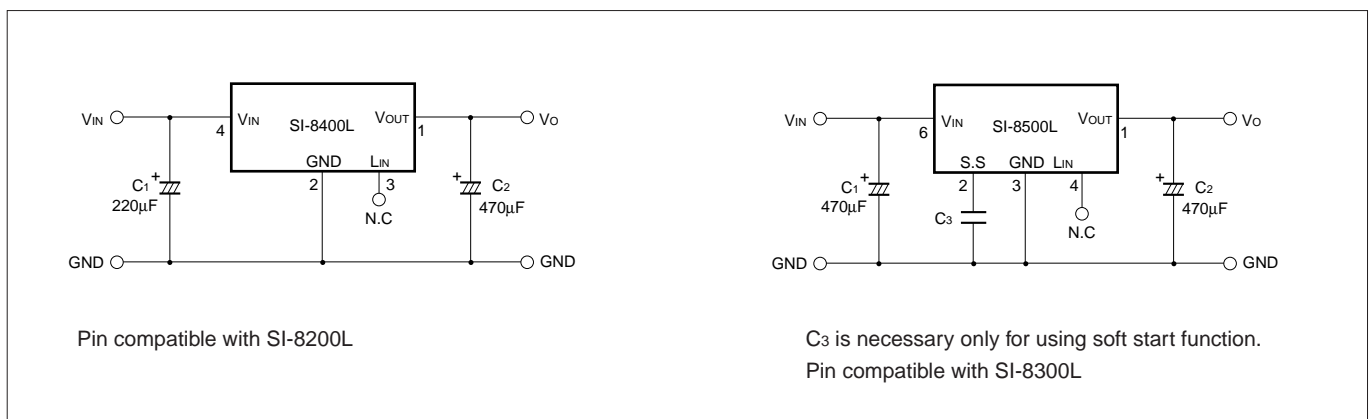 VIN
4
VIN
SI-8400L
VOUT
1
VO
GND
LIN
2
3
N.C
C1
+
220µF
C2
+
470µF
GND
GND
Pin compatible with SI-8200L
VIN
6
VIN
SI-8500L
VOUT
1
VO
S.S
GND
LIN
2
3
4
N.C
C1
+
470µF
C3
C2
+
470µF
GND
GND
C3 is necessary only for using soft start function.
Pin compatible with SI-8300L